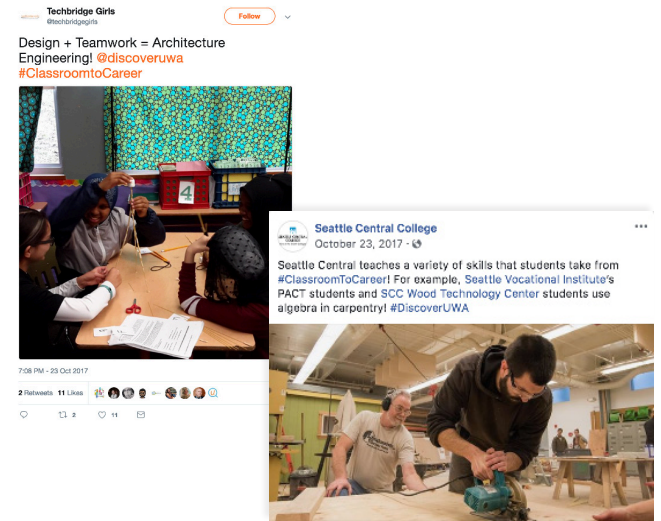 Techbridge Girls
@techbridgegirls
Follow
Design + Teamwork = Architecture
Engineering! @discoveruwa
#ClassroomtoCareer
4
7:08 PM - 23 Oct 2017
2 Retweets 11 Likes
2 11
Seattle Central College
October 23, 2017
Seattle Central teaches a variety of skills that students take from
#ClassroomToCareer! For example, Seattle Vocational Institute's
PACT students and SCC Wood Technology Center students use
algebra in carpentry! #DiscoverUWA